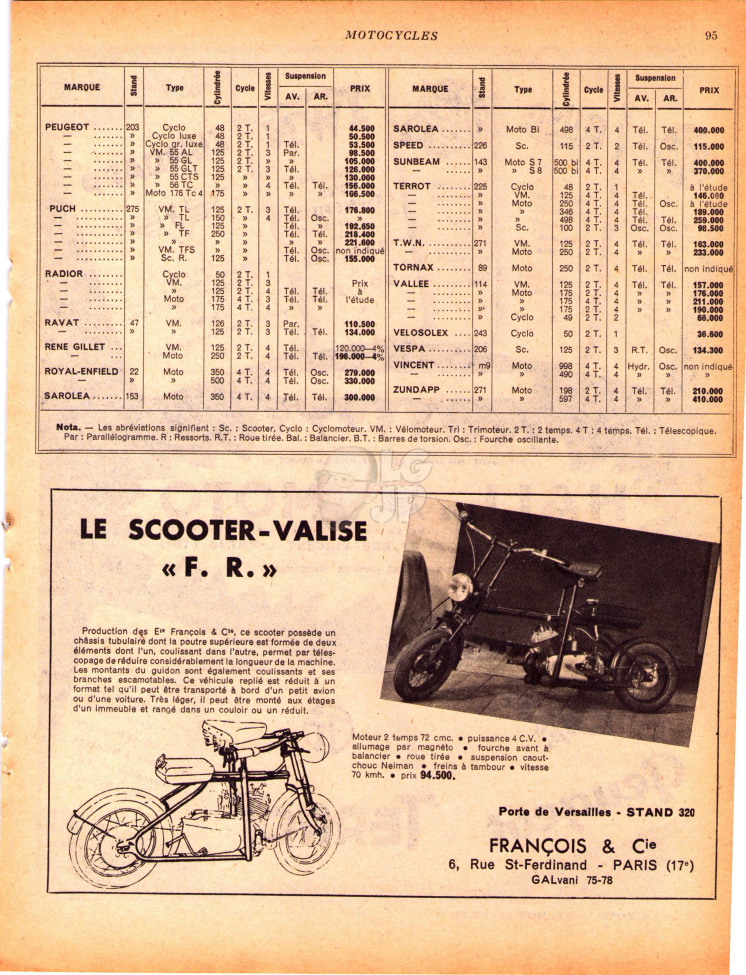 MOTOCYCLES 95
MARQUE Stand Type Cylindrée Cycle Vitesses Suspension AV. AR. PRIX
PEUGEOT ........ 203 Cyclo 48 2 T. 1 44.500
— Cyclo luxe 48 2 T. 1 50.500
— Cyclo gr. luxe 48 2 T. 1 Tél. 53.500
— VM. 55 AL 125 2 T. 3 Par. 98.500
— » 55 GL 125 2 T. » » 105.000
— » 55 GLT 125 2 T. 3 Tél. 126.000
— » 55 CTS 125 » » » 130.000
— » 56 TC » » 4 Tél. Tél. 156.000
— Moto 176 Tc 4 175 » » » » 166.500
PUCH ........ 275 VM. TL 125 2 T. 3 Tél. 176.800
— » TL 150 » 4 Tél. Osc. »
— » FL 125 » Tél. » 192.650
— » TF 250 » Tél. Tél. 218.400
— » » » » » 221.600
— VM. TFS » Tél. Osc. non indiqué
— Sc. R. 125 » Tél. Osc. 155.000
RADIOR ........ Cyclo 50 2 T. 1
— VM. 125 2 T. 3 Prix
— » 125 2 T. 4 Tél. Tél. à
— Moto 175 4 T. 3 Tél. Tél. l'étude
— » 175 4 T. 4 » »
RAVAT ........ 47 VM. 126 2 T. 3 Par. 110.500
— » » 125 2 T. 3 Tél. Tél. 134.000
RENE GILLET ... VM. 125 2 T. 4 Tél. 120.000—4%
— ... Moto 250 2 T. 4 Tél. Tél. 196.000—4%
ROYAL-ENFIELD 22 Moto 350 4 T. 4 Tél. Osc. 279.000
— » » 500 4 T. 4 Tél. Osc. 330.000
SAROLEA ...... 153 Moto 350 4 T. 4 Tél. Tél. 300.000
MARQUE Stand Type Cylindrée Cycle Vitesses Suspension AV. AR. PRIX
SAROLEA ...... » Moto Bi 498 4 T. 4 Tél. Tél. 400.000
SPEED ........ 226 Sc. 115 2 T. 2 Tél. Osc. 115.000
SUNBEAM ...... 143 Moto S 7 500 bi 4 T. 4 Tél. Tél. 400.000
— » » S 8 500 bi 4 T. 4 » » 370.000
TERROT ........ 225 Cyclo 48 2 T. 1 à l'étude
— VM. 125 4 T. 4 Tél. 146.000
— Moto 250 4 T. 4 Tél. Osc. à l'étude
— » 346 4 T. 4 Tél. 189.000
— » 498 4 T. 4 Tél. Tél. 259.000
— Sc. 100 2 T. 3 Osc. Osc. 98.500
T.W.N. ........ 271 VM. 125 2 T. 4 Tél. Tél. 163.000
— Moto 250 2 T. 4 » » 233.000
TORNAX ........ 89 Moto 250 2 T. 4 Tél. Tél. non indiqué
VALLEE ........ 114 VM. 125 2 T. 4 Tél. Tél. 157.000
— Moto 175 2 T. 4 » » 176.000
— » 175 4 T. 4 » » 211.000
— » 175 2 T. 4 » » 190.000
— Cyclo 49 2 T. 2 66.000
VELOSOLEX .... 243 Cyclo 50 2 T. 1 36.600
VESPA ........ 206 Sc. 125 2 T. 3 R.T. Osc. 134.300
VINCENT ...... m9 Moto 998 4 T. 4 Hydr. Osc. non indiqué
— » » 490 4 T. 4 » » »
ZUNDAPP ...... 271 Moto 198 2 T. 4 Tél. Tél. 210.000
— » 597 4 T. 4 » » 410.000
Nota. — Les abréviations signifient : Sc. : Scooter, Cyclo : Cyclomoteur. VM. : Vélomoteur. Tri : Trimoteur. 2 T. : 2 temps. 4 T : 4 temps. Tél. : Télescopique.
Par : Parallélogramme. R : Ressorts. R.T. : Roue tirée. Bal. : Balancier. B.T. : Barres de torsion. Osc. : Fourche oscillante.
LG
JP
LE SCOOTER-VALISE
« F. R. »
Production des Ets François & Cie, ce scooter possède un
châssis tubulaire dont la poutre supérieure est formée de deux
éléments dont l'un, coulissant dans l'autre, permet par téles-
copage de réduire considérablement la longueur de la machine.
Les montants du guidon sont également coulissants et ses
branches escamotables. Ce véhicule replié est réduit à un
format tel qu'il peut être transporté à bord d'un petit avion
ou d'une voiture. Très léger, il peut être monté aux étages
d'un immeuble et rangé dans un couloir ou un réduit.
Moteur 2 temps 72 cmc. • puissance 4 C.V. •
allumage par magnéto • fourche avant à
balancier • roue tirée • suspension caout-
chouc Neiman • freins à tambour • vitesse
70 kmh. • prix 94.500.
Porte de Versailles - STAND 320
FRANÇOIS & Cie
6, Rue St-Ferdinand - PARIS (17e)
GALvani 75-78